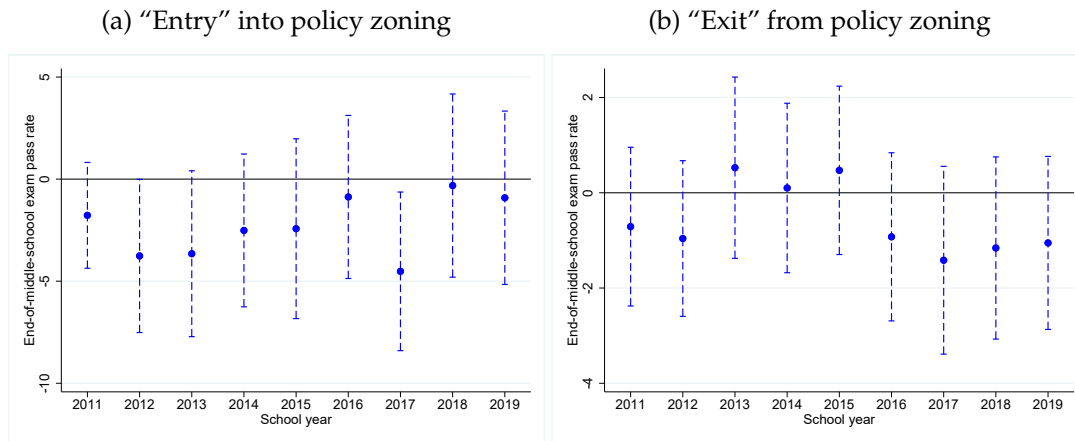 (a) “Entry” into policy zoning
End-of-middle-schoool exam pass rate
5
0
-5
-10
2011 2012 2013 2014 2015 2016 2017 2018 2019
School year
(b) “Exit” from policy zoning
End-of-middle-schoool exam pass rate
2
0
-2
-4
2011 2012 2013 2014 2015 2016 2017 2018 2019
School year